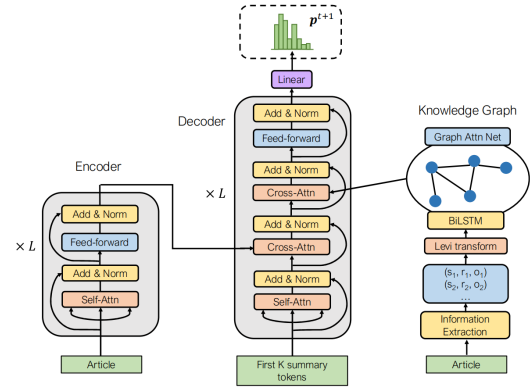 p^{t+1}
Linear
Decoder
Add & Norm
Feed-forward
Add & Norm
Cross-Attn
× L
Add & Norm
Cross-Attn
Add & Norm
Self-Attn
First K summary
tokens
Encoder
Add & Norm
× L
Feed-forward
Add & Norm
Self-Attn
Article
Knowledge Graph
Graph Attn Net
BiLSTM
Levi transform
(s₁, r₁, o₁)
(s₂, r₂, o₂)
...
Information
Extraction
Article